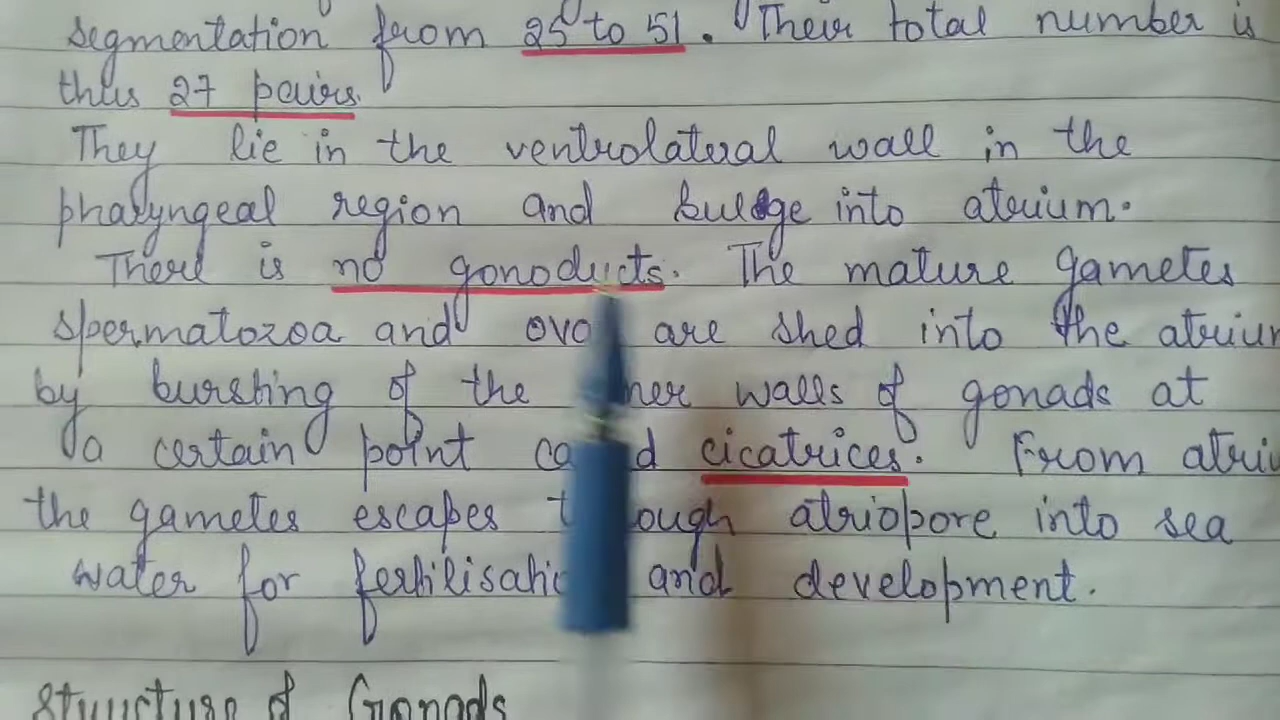 segmentation from 25 to 51. Their total number is
thus 27 pairs.
They lie in the ventrolateral wall in the
pharyngeal region and bulge into atrium.
There is no gonoducts. The mature gametes
spermatozoa and ova are shed into the atrium
by bursting of the walls of gonads at
a certain point cicatrices. From
the gametes escapes atriopore into sea
water for and development.
Structure of Gonads